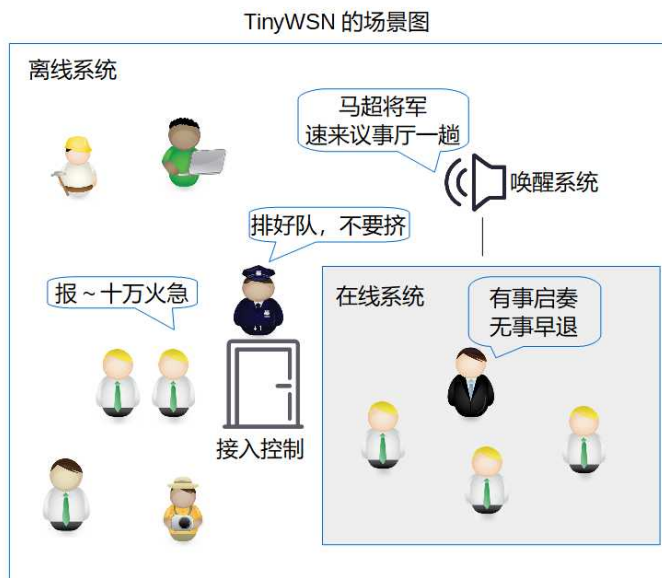 TinyWSN 的场景图
离线系统
马超将军
速来议事厅一趟
唤醒系统
排好队，不要挤
报～十万火急
在线系统
有事启奏
无事早退
接入控制